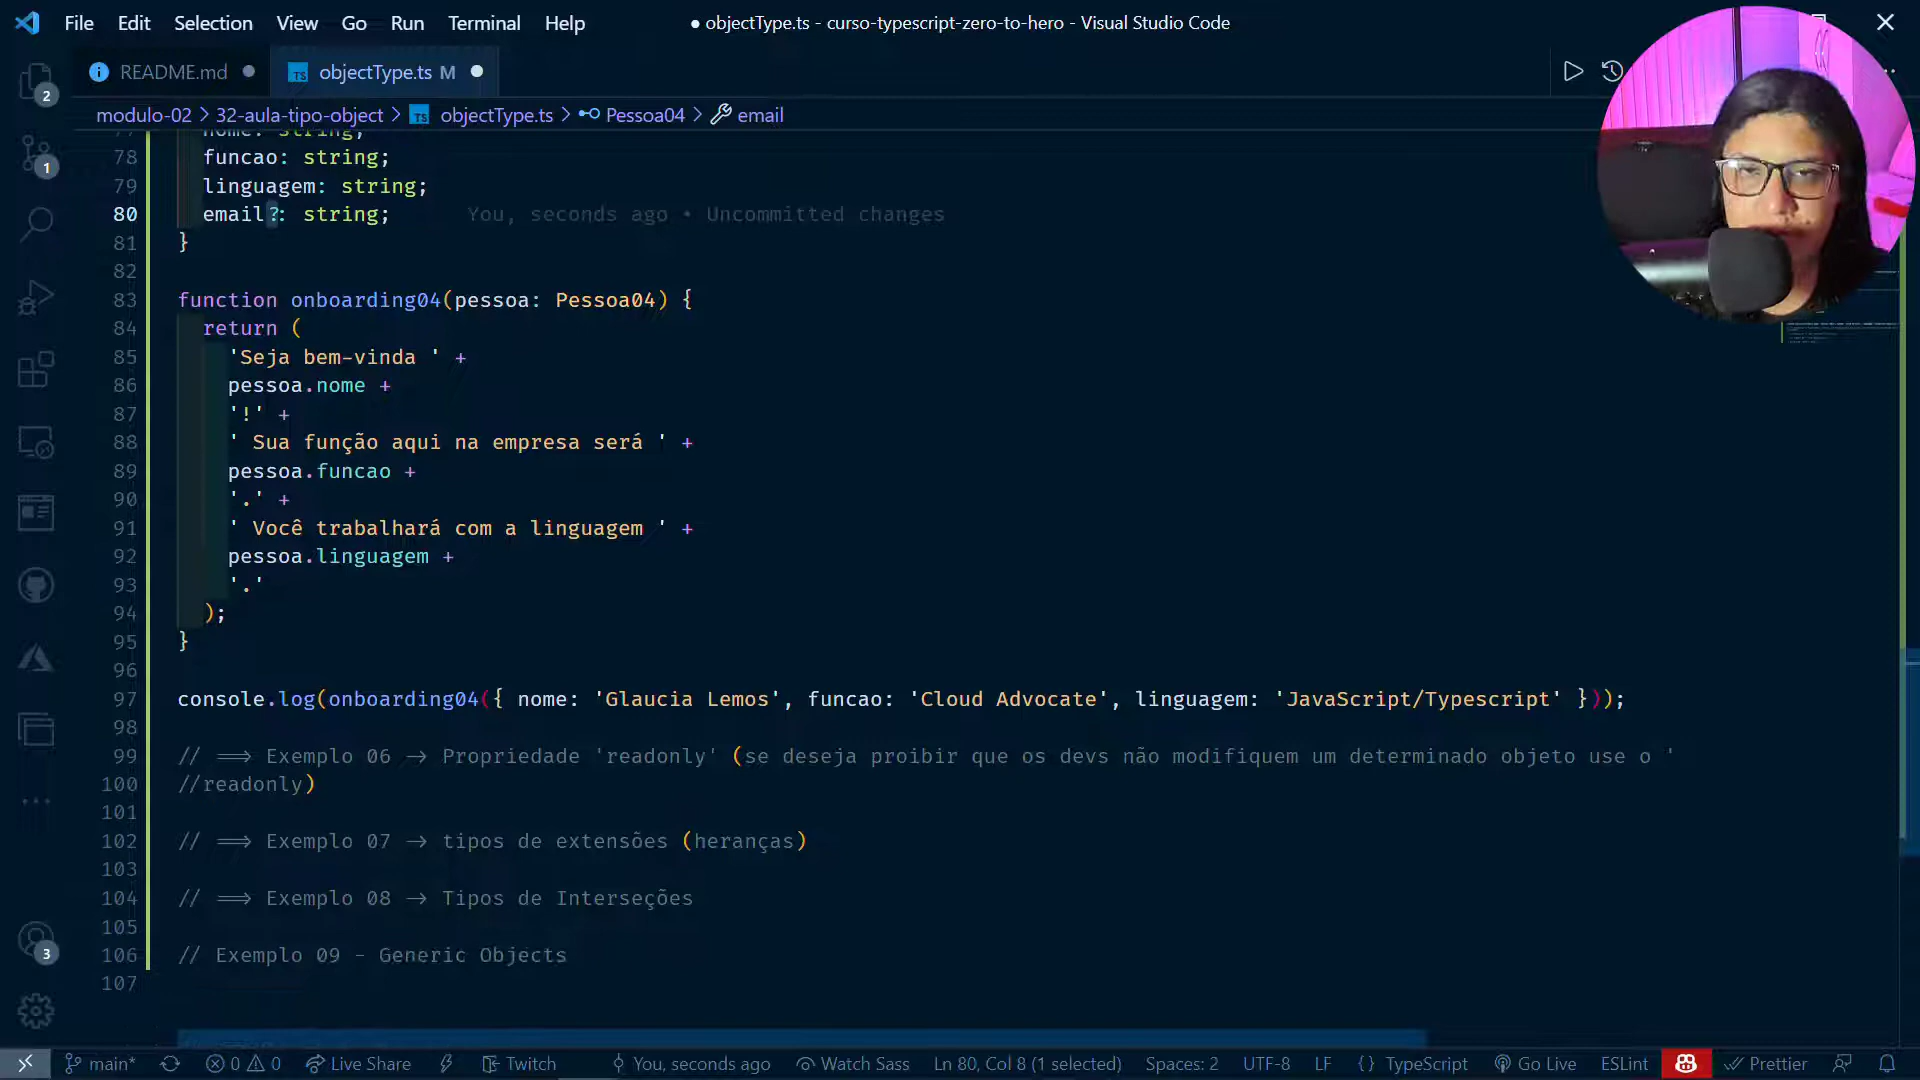 File Edit Selection View Go Run Terminal Help ● objectType.ts - curso-typescript-zero-to-hero - Visual Studio Code
README.md objectType.ts M
modulo-02 > 32-aula-tipo-object > TS objectType.ts > Pessoa04 > email
77 nome: string;
78 funcao: string;
79 linguagem: string;
80 email?: string; You, seconds ago • Uncommitted changes
81 }
82
83 function onboarding04(pessoa: Pessoa04) {
84 return (
85 'Seja bem-vinda ' +
86 pessoa.nome +
87 '!' +
88 ' Sua função aqui na empresa será ' +
89 pessoa.funcao +
90 '.' +
91 ' Você trabalhará com a linguagem ' +
92 pessoa.linguagem +
93 '.'
94 );
95 }
96
97 console.log(onboarding04({ nome: 'Glaucia Lemos', funcao: 'Cloud Advocate', linguagem: 'JavaScript/Typescript' }));
98
99 // ==> Exemplo 06 -> Propriedade 'readonly' (se deseja proibir que os devs não modifiquem um determinado objeto use o '
100 //readonly)
101
102 // ==> Exemplo 07 -> tipos de extensões (heranças)
103
104 // ==> Exemplo 08 -> Tipos de Interseções
105
106 // Exemplo 09 - Generic Objects
107
2
1
3
main* 0 0 Live Share Twitch You, seconds ago Watch Sass Ln 80, Col 8 (1 selected) Spaces: 2 UTF-8 LF {} TypeScript Go Live ESLint Prettier